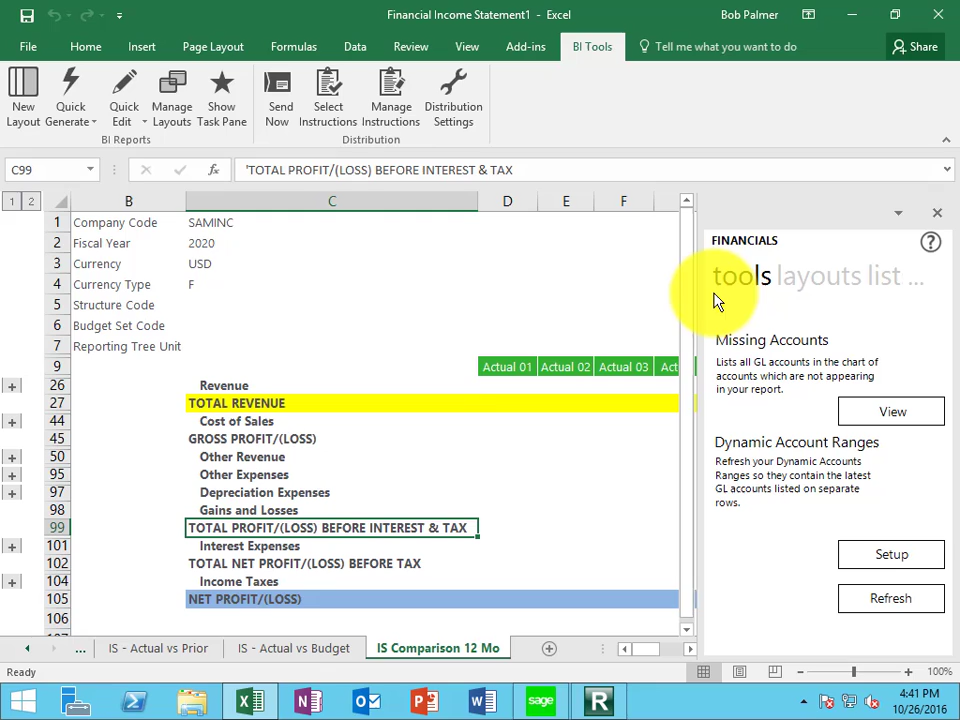 Financial Income Statement1 - Excel
Bob Palmer
File Home Insert Page Layout Formulas Data Review View Add-ins BI Tools Tell me what you want to do Share
New Layout
Quick Generate
Quick Edit
Manage Layouts
Show Task Pane
Send Now
Select Instructions
Manage Instructions
Distribution Settings
BI Reports
Distribution
C99 fx 'TOTAL PROFIT/(LOSS) BEFORE INTEREST & TAX
1 2 B C D E F
1 Company Code SAMINC
2 Fiscal Year 2020
3 Currency USD
4 Currency Type F
5 Structure Code
6 Budget Set Code
7 Reporting Tree Unit
9 Actual 01 Actual 02 Actual 03 Act
26 Revenue
27 TOTAL REVENUE
44 Cost of Sales
45 GROSS PROFIT/(LOSS)
50 Other Revenue
95 Other Expenses
97 Depreciation Expenses
98 Gains and Losses
99 TOTAL PROFIT/(LOSS) BEFORE INTEREST & TAX
101 Interest Expenses
102 TOTAL NET PROFIT/(LOSS) BEFORE TAX
104 Income Taxes
105 NET PROFIT/(LOSS)
106
107
FINANCIALS ?
tools layouts list ...
Missing Accounts
Lists all GL accounts in the chart of
accounts which are not appearing
in your report.
View
Dynamic Account Ranges
Refresh your Dynamic Accounts
Ranges so they contain the latest
GL accounts listed on separate
rows.
Setup
Refresh
... IS - Actual vs Prior IS - Actual vs Budget IS Comparison 12 Mo
Ready 100%
sage R
4:41 PM
10/26/2016